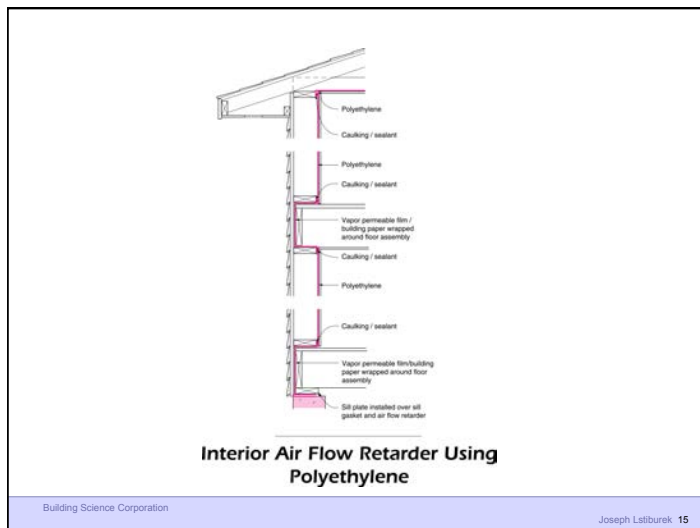 Polyethylene
Caulking / sealant
Polyethylene
Caulking / sealant
Vapor permeable film /
building paper wrapped
around floor assembly
Caulking / sealant
Polyethylene
Caulking / sealant
Vapor permeable film/building
paper wrapped around floor
assembly
Sill plate installed over sill
gasket and air flow retarder
Interior Air Flow Retarder Using
Polyethylene
Building Science Corporation
Joseph Lstiburek 15